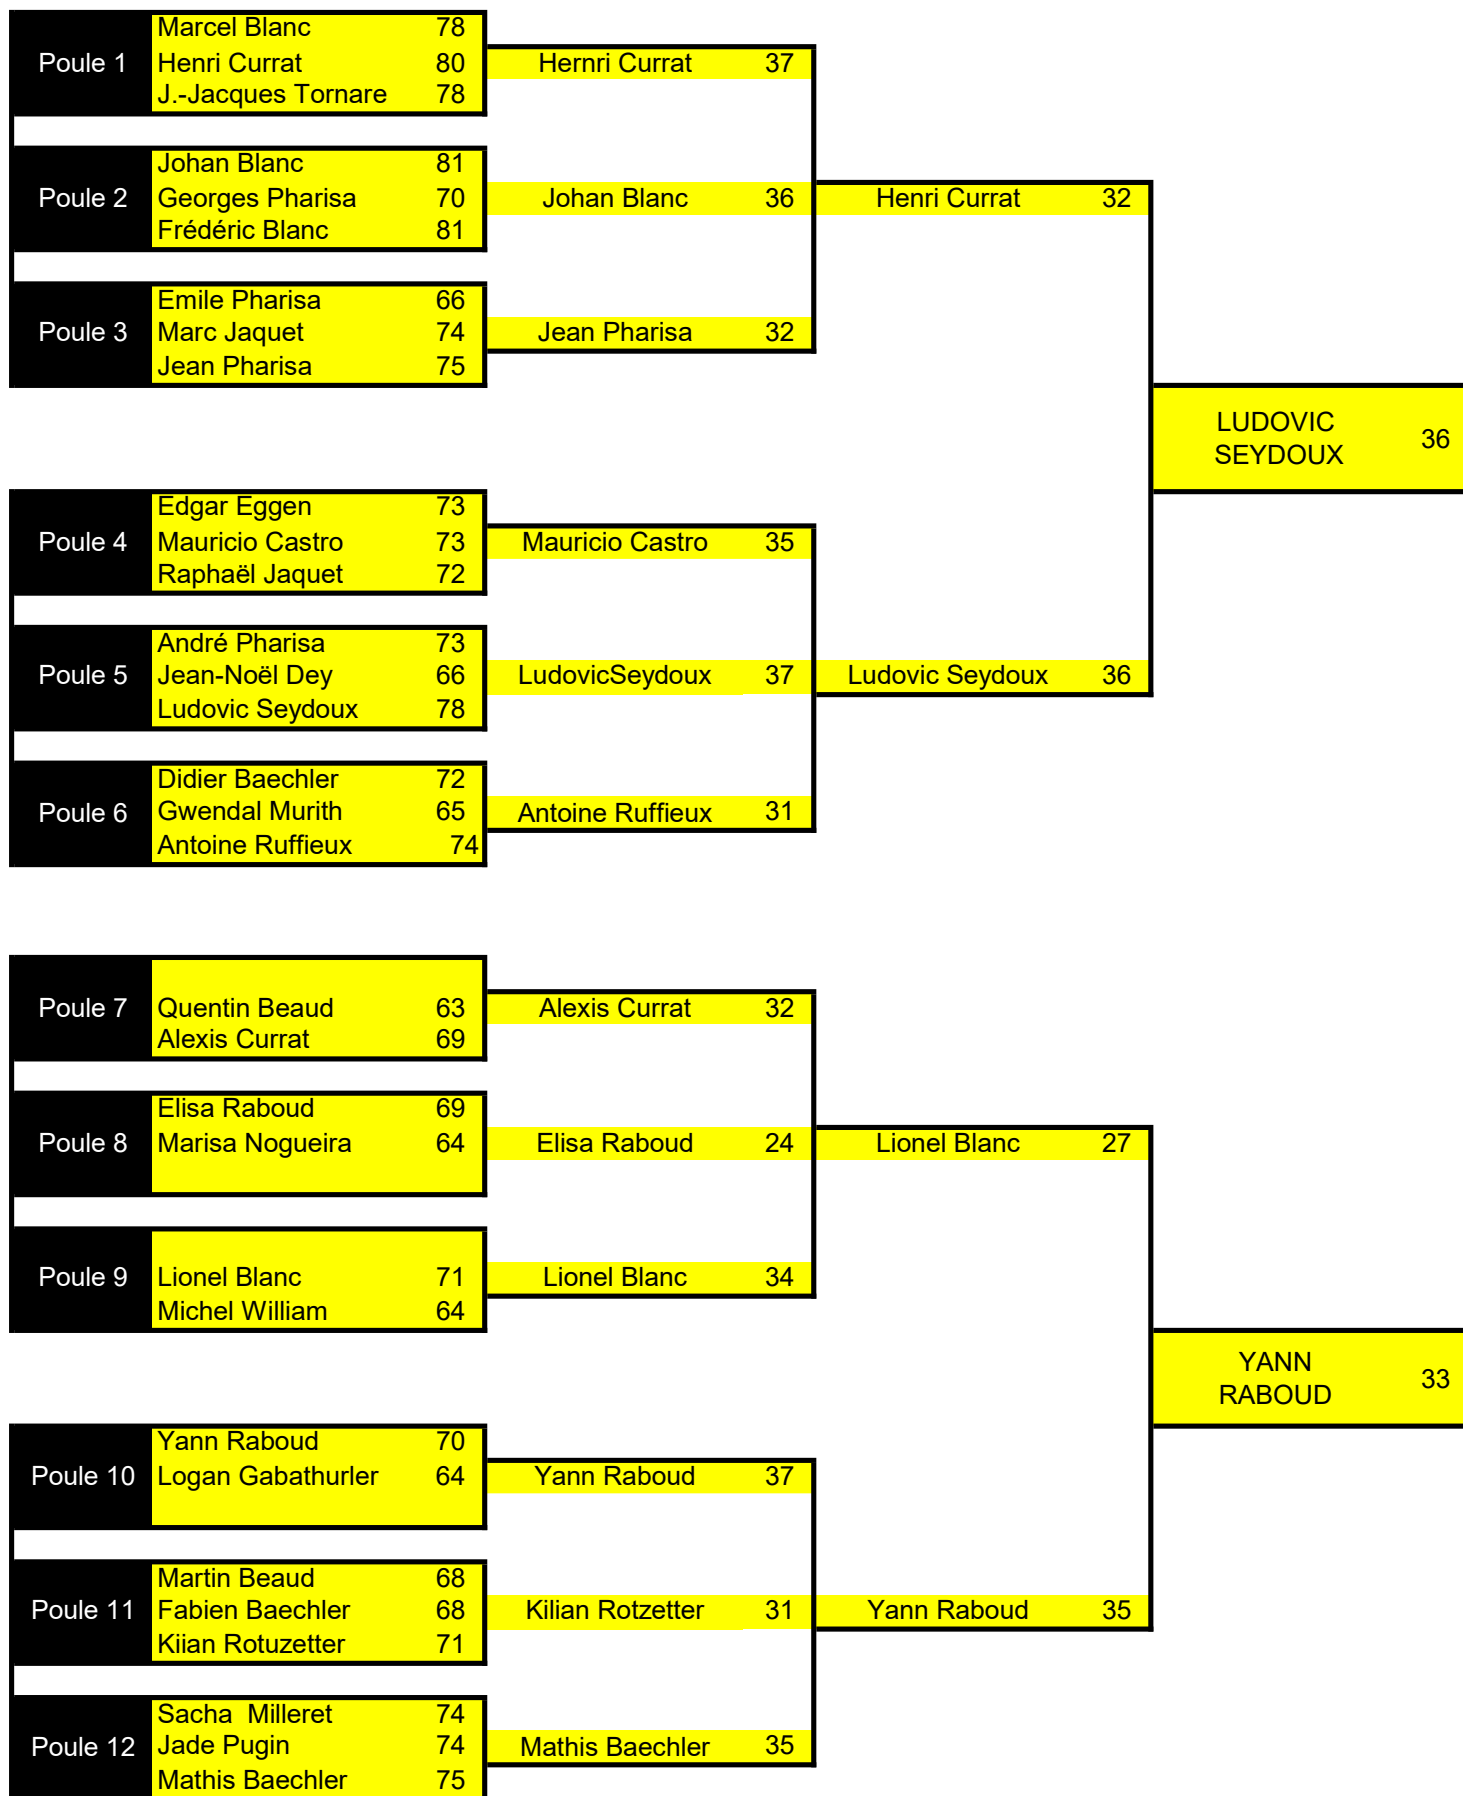 Marcel Blanc 78
Poule 1 Henri Currat 80 Hernri Currat 37
J.-Jacques Tornare 78
Johan Blanc 81
Poule 2 Georges Pharisa 70 Johan Blanc 36 Henri Currat 32
Frédéric Blanc 81
Emile Pharisa 66
Poule 3 Marc Jaquet 74 Jean Pharisa 32
Jean Pharisa 75
LUDOVIC
SEYDOUX 36
Edgar Eggen 73
Poule 4 Mauricio Castro 73 Mauricio Castro 35
Raphaël Jaquet 72
André Pharisa 73
Poule 5 Jean-Noël Dey 66 LudovicSeydoux 37 Ludovic Seydoux 36
Ludovic Seydoux 78
Didier Baechler 72
Poule 6 Gwendal Murith 65 Antoine Ruffieux 31
Antoine Ruffieux 74
Poule 7 Quentin Beaud 63 Alexis Currat 32
Alexis Currat 69
Elisa Raboud 69
Poule 8 Marisa Nogueira 64 Elisa Raboud 24 Lionel Blanc 27
Poule 9 Lionel Blanc 71 Lionel Blanc 34
Michel William 64
YANN
RABOUD 33
Yann Raboud 70
Poule 10 Logan Gabathurler 64 Yann Raboud 37
Martin Beaud 68
Poule 11 Fabien Baechler 68 Kilian Rotzetter 31 Yann Raboud 35
Kiian Rotuzetter 71
Sacha  Milleret 74
Poule 12 Jade Pugin 74 Mathis Baechler 35
Mathis Baechler 75